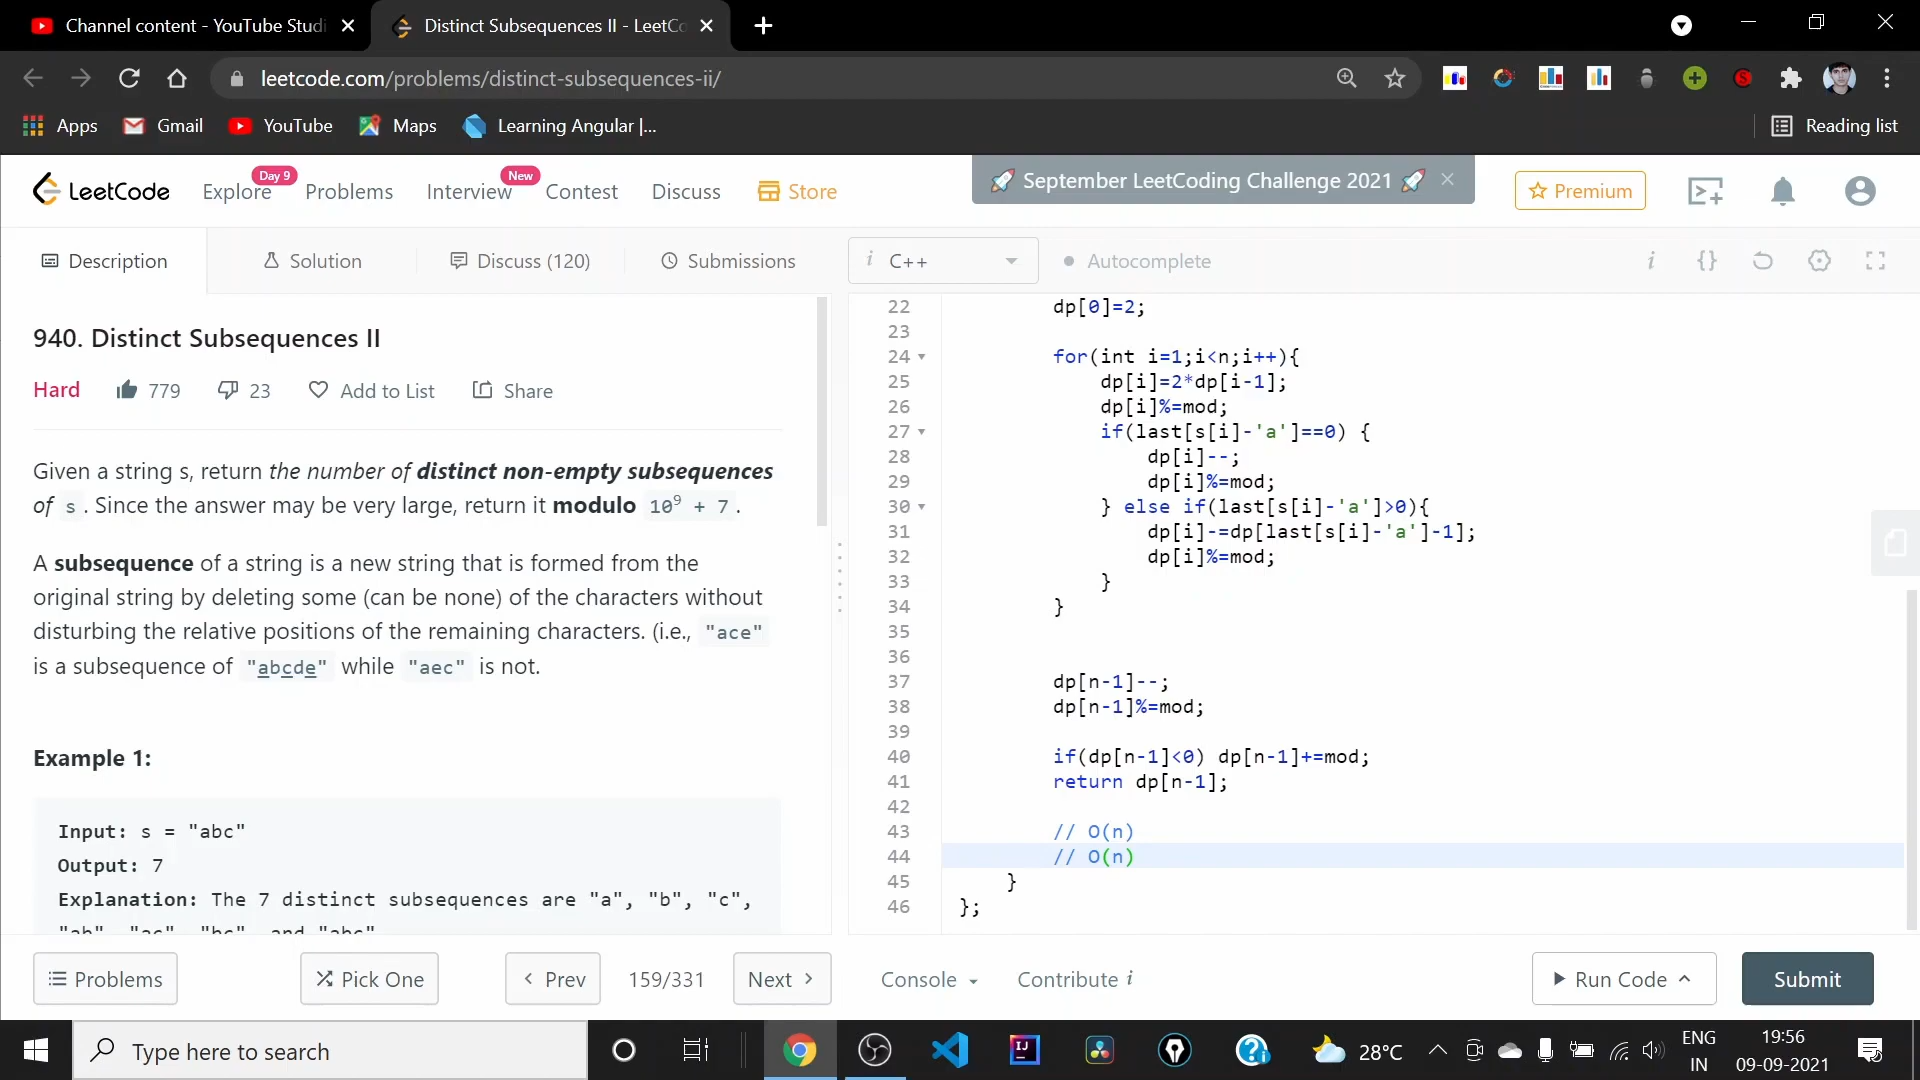 Channel content - YouTube Studi
Distinct Subsequences II - LeetCo
leetcode.com/problems/distinct-subsequences-ii/
Apps
Gmail
YouTube
Maps
Learning Angular |...
Reading list
LeetCode
Explore
Day 9
Problems
Interview
New
Contest
Discuss
Store
🚀 September LeetCoding Challenge 2021 🚀
Premium
Description
Solution
Discuss (120)
Submissions
i C++
Autocomplete
940. Distinct Subsequences II
Hard 779 23 Add to List Share
Given a string s, return the number of distinct non-empty subsequences
of s . Since the answer may be very large, return it modulo 10^9 + 7 .
A subsequence of a string is a new string that is formed from the
original string by deleting some (can be none) of the characters without
disturbing the relative positions of the remaining characters. (i.e., "ace"
is a subsequence of "abcde" while "aec" is not.
Example 1:
Input: s = "abc"
Output: 7
Explanation: The 7 distinct subsequences are "a", "b", "c",
"ab", "ac", "bc", and "abc".
22 dp[0]=2;
23
24 for(int i=1;i<n;i++){
25 dp[i]=2*dp[i-1];
26 dp[i]%=mod;
27 if(last[s[i]-'a']==0) {
28 dp[i]--;
29 dp[i]%=mod;
30 } else if(last[s[i]-'a']>0){
31 dp[i]-=dp[last[s[i]-'a']-1];
32 dp[i]%=mod;
33 }
34 }
35
36
37 dp[n-1]--;
38 dp[n-1]%=mod;
39
40 if(dp[n-1]<0) dp[n-1]+=mod;
41 return dp[n-1];
42
43 // O(n)
44 // O(n)
45 }
46 };
Problems
Pick One
Prev
159/331
Next
Console
Contribute i
Run Code
Submit
Type here to search
28°C
ENG
IN
19:56
09-09-2021